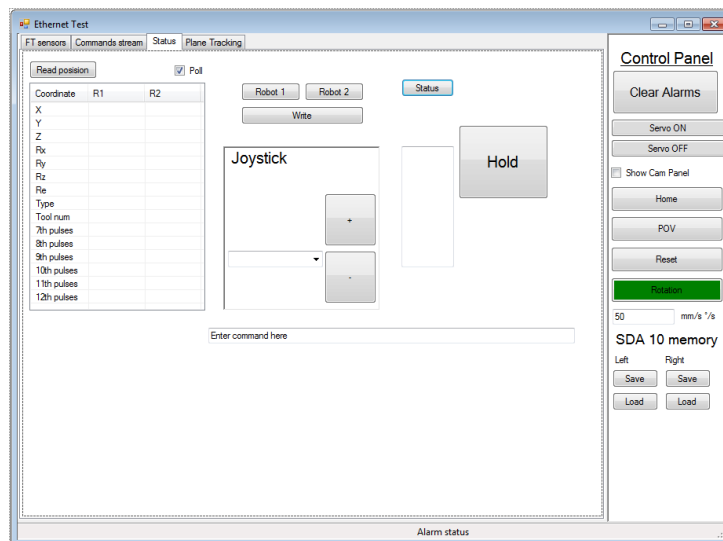 Ethernet Test
FT sensors Commands stream Status Plane Tracking
Read posision Poll
Coordinate R1 R2
X
Y
Z
Rx
Ry
Rz
Re
Type
Tool num
7th pulses
8th pulses
9th pulses
10th pulses
11th pulses
12th pulses
Robot 1 Robot 2
Write
Status
Joystick
+
-
Hold
Enter command here
Control Panel
Clear Alarms
Servo ON
Servo OFF
Show Cam Panel
Home
POV
Reset
Rotation
50 mm/s °/s
SDA 10 memory
Left Right
Save Save
Load Load
Alarm status